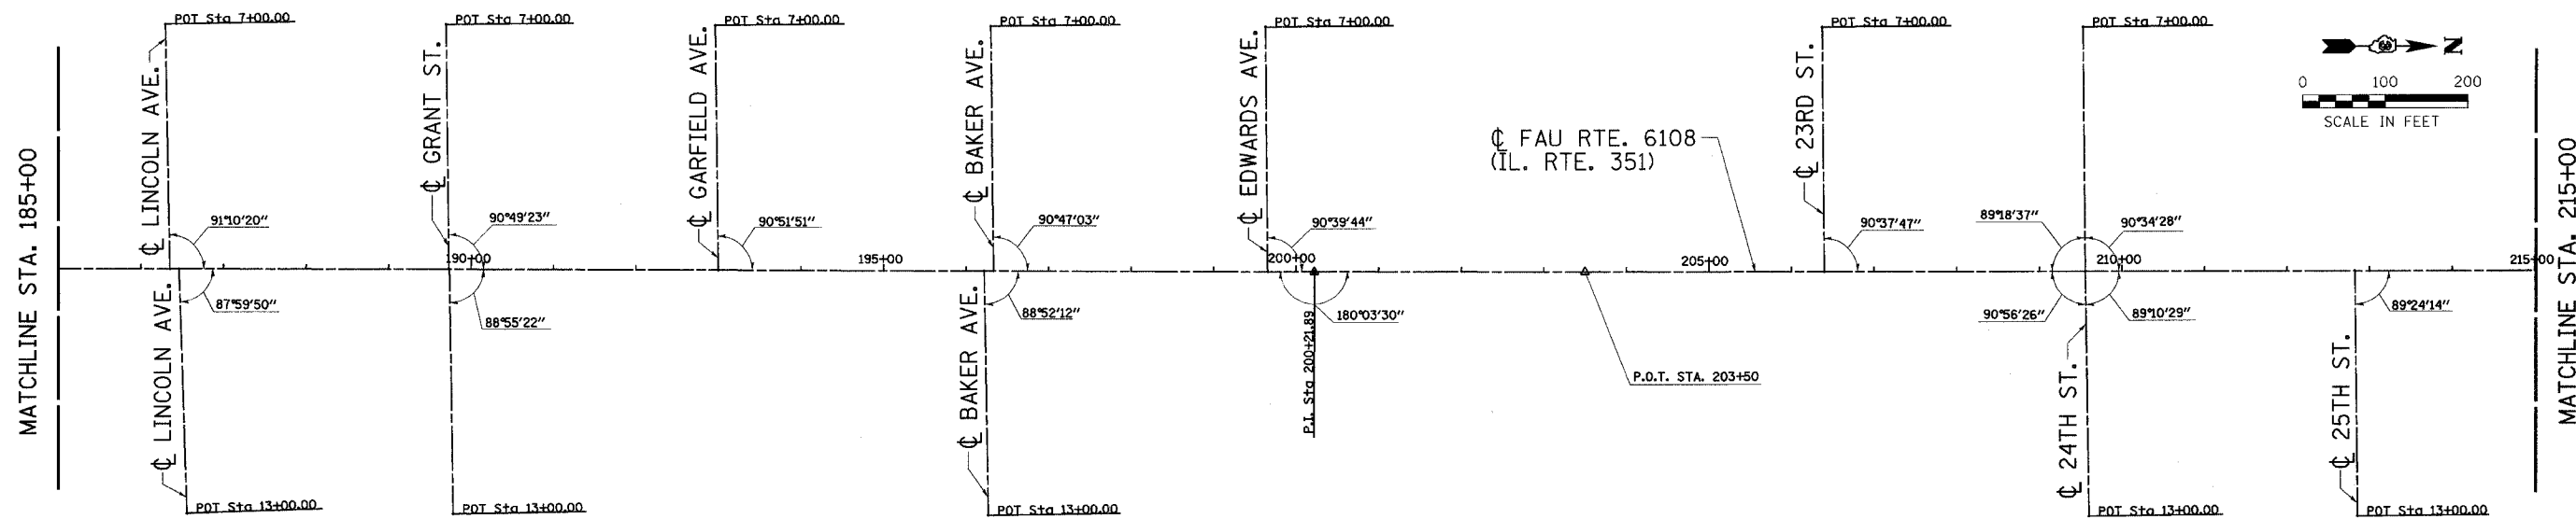 POT Sta 7+00.00
POT Sta 7+00.00
POT Sta 7+00.00
POT Sta 7+00.00
POT Sta 7+00.00
POT Sta 7+00.00
POT Sta 7+00.00
N
0 100 200
SCALE IN FEET
MATCHLINE STA. 185+00
℄ LINCOLN AVE.
℄ GRANT ST.
℄ GARFIELD AVE.
℄ BAKER AVE.
℄ EDWARDS AVE.
℄ FAU RTE. 6108
(IL. RTE. 351)
℄ 23RD ST.
MATCHLINE STA. 215+00
91°10'20"
90°49'23"
90°51'51"
90°47'03"
90°39'44"
90°37'47"
89°18'37"
90°34'28"
190+00
195+00
200+00
205+00
210+00
215+00
87°59'50"
88°55'22"
88°52'12"
180°03'30"
90°56'26"
89°10'29"
89°24'14"
℄ LINCOLN AVE.
℄ BAKER AVE.
P.I. Sta 200+21.89
P.O.T. STA. 203+50
℄ 24TH ST.
℄ 25TH ST.
POT Sta 13+00.00
POT Sta 13+00.00
POT Sta 13+00.00
POT Sta 13+00.00
POT Sta 13+00.00